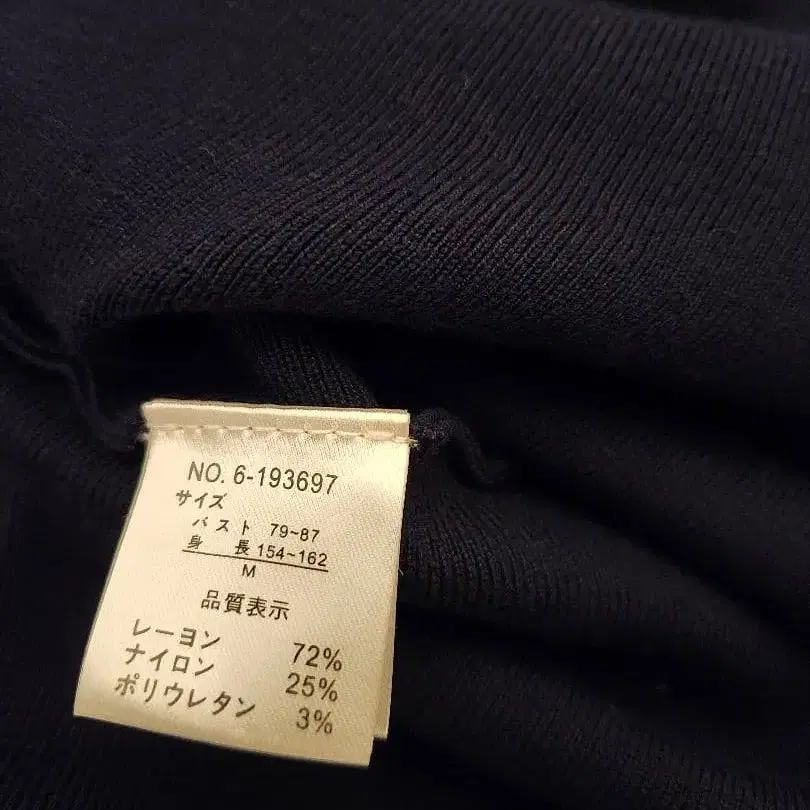 NO. 6-193697
サイズ
バスト 79~87
身 長 154~162
M
品質表示
レーヨン 72%
ナイロン 25%
ポリウレタン 3%